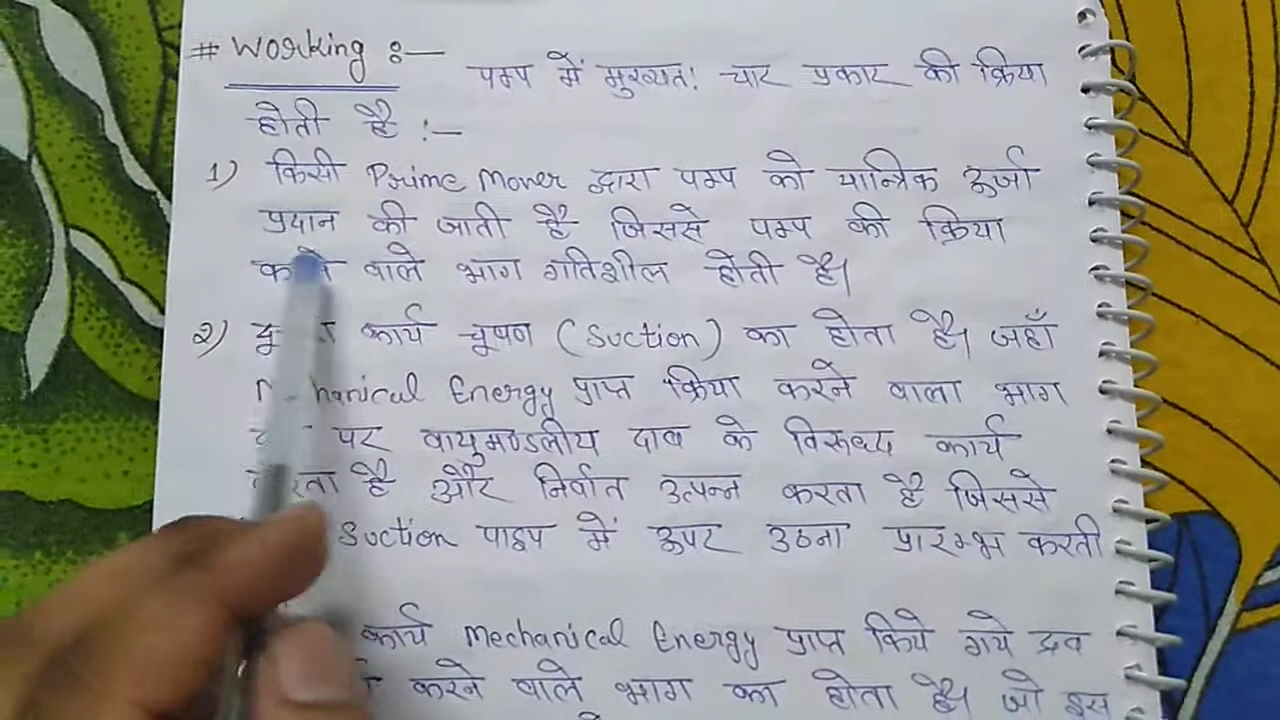 # Working :— पम्प में मुख्यत: चार प्रकार की क्रिया
होती है :—
1) किसी Prime Mover द्वारा पम्प को यान्त्रिक ऊर्जा
प्रदान की जाती है जिससे पम्प की क्रिया
वाले भाग गतिशील होती है।
2) कार्य चूषण (Suction) का होता है। जहाँ
Energy प्राप्त क्रिया करने वाला भाग
पर वायुमण्डलीय दाब के विरूध्द कार्य
है और निर्वात उत्पन्न करता है जिससे
Suction पाइप में ऊपर उठना प्रारम्भ करती
कार्य Mechanical Energy प्राप्त किये गये द्रव
करने वाले भाग का होता है। जो इस